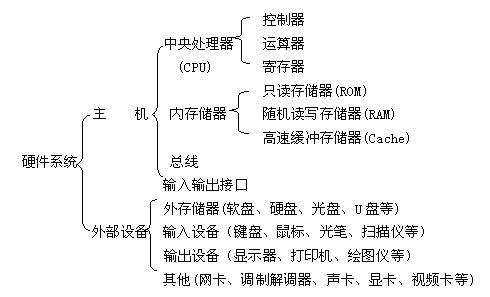 控制器
中央处理器
运算器
(CPU)
寄存器
只读存储器(ROM)
主 机
内存储器
随机读写存储器(RAM)
高速缓冲存储器(Cache)
硬件系统
总线
输入输出接口
外存储器(软盘、硬盘、光盘、U盘等)
外部设备
输入设备（键盘、鼠标、光笔、扫描仪等）
输出设备（显示器、打印机、绘图仪等）
其他(网卡、调制解调器、声卡、显卡、视频卡等）